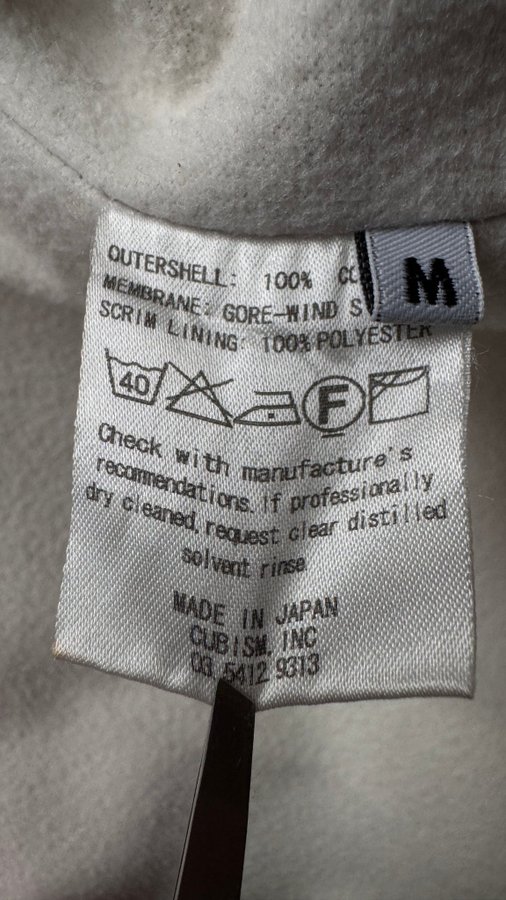 OUTERSHELL: 100%
MEMBRANE: GORE-WIND
SCRIM LINING: 100% POLYESTER
M
40
F
Check with manufacture's
recommendations. If professionally
dry cleaned, request clear distilled
solvent rinse
MADE IN JAPAN
CUBISM, INC
03 5412 9313